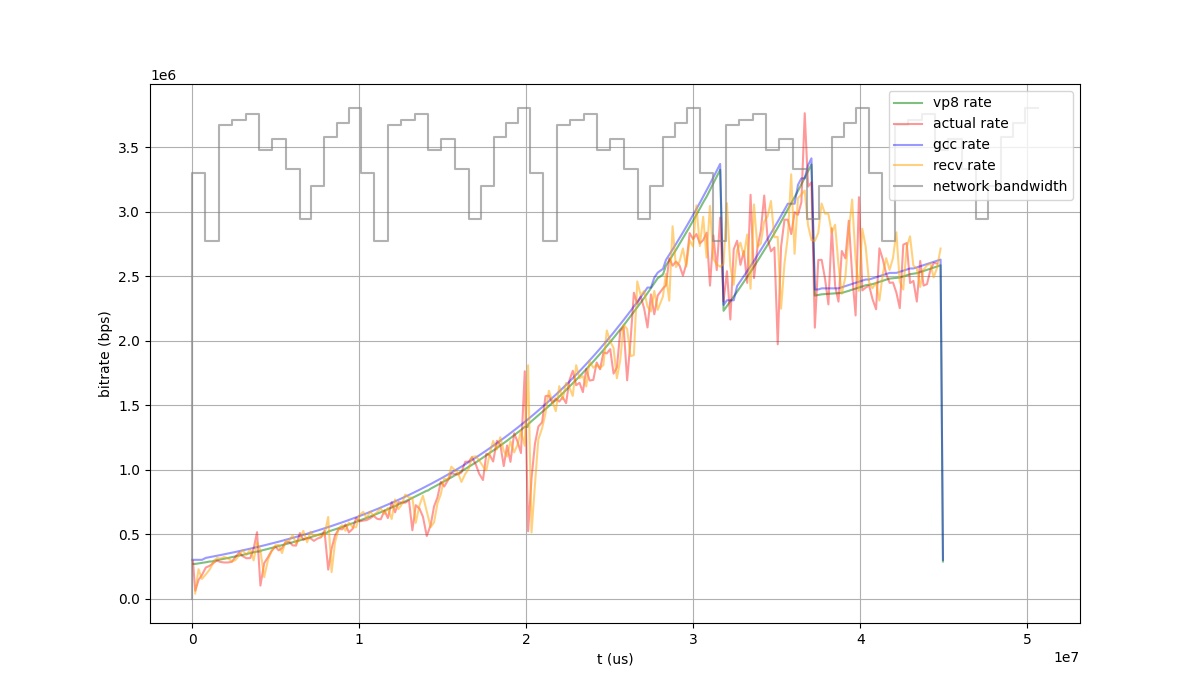 1e6
bitrate (bps)
3.5
3.0
2.5
2.0
1.5
1.0
0.5
0.0
vp8 rate
actual rate
gcc rate
recv rate
network bandwidth
0
1
2
3
4
5
t (us)
1e7